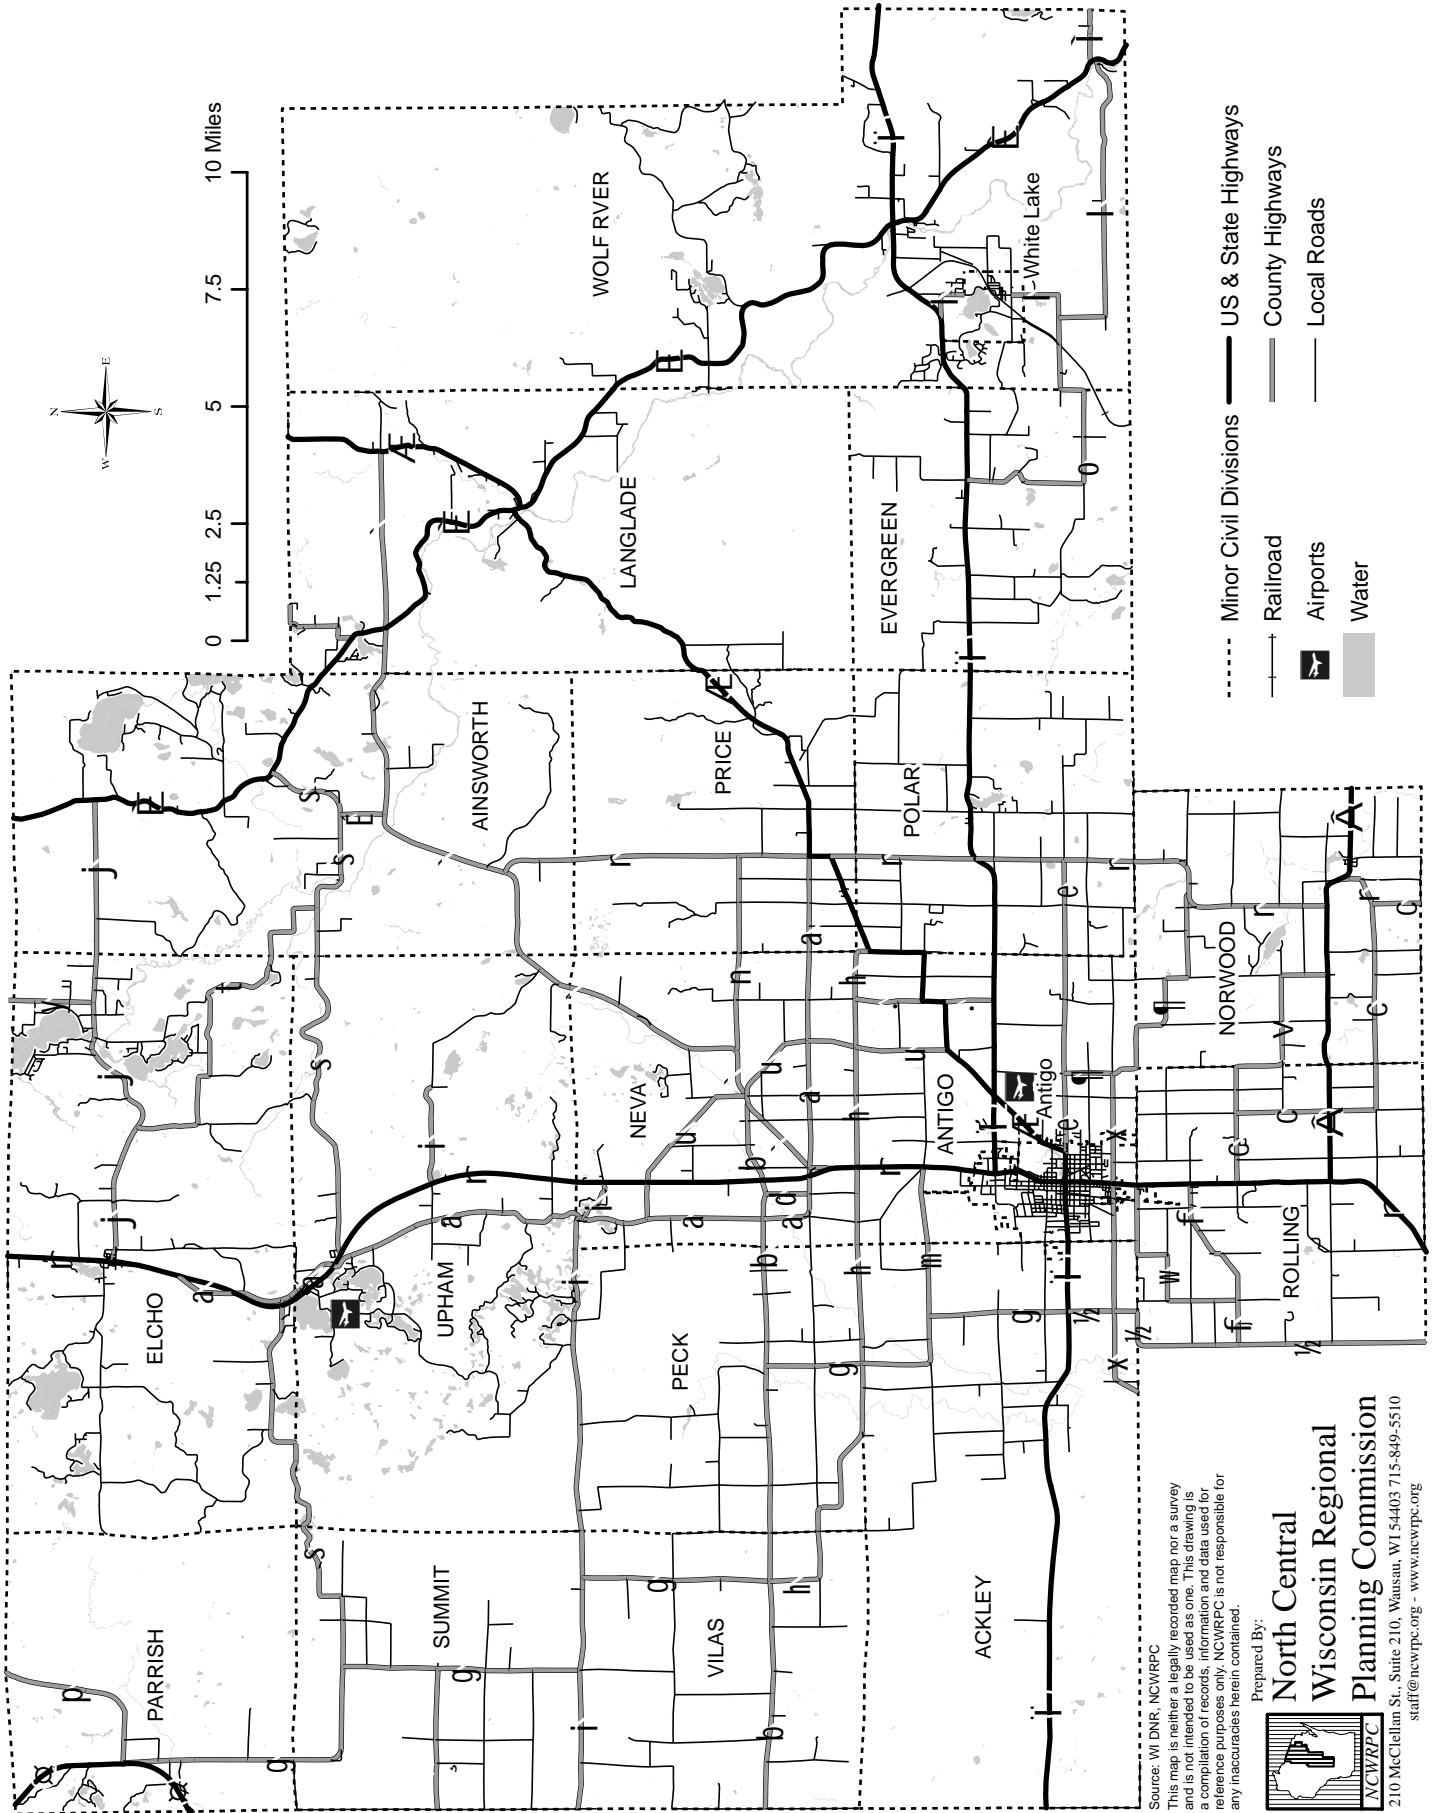 N
W
E
S
0
1.25
2.5
5
7.5
10 Miles
PARRISH
ELCHO
AINSWORTH
SUMMIT
UPHAM
LANGLADE
WOLF RVER
VILAS
PECK
NEVA
PRICE
EVERGREEN
POLAR
ACKLEY
ANTIGO
Antigo
White Lake
ROLLING
NORWOOD
p
g
s
g
i
g
h
b
a
r
j
j
j
y
t
s
s
s
j
i
a
r
i
a
u
n
b
u
a
a
d
h
h
h
r
r
r
m
g
g
u
e
e
x
x
w
f
f
c
c
c
c
r
r
v
o
½
½
½
Minor Civil Divisions
Railroad
Airports
Water
US & State Highways
County Highways
Local Roads
Source: WI DNR, NCWRPC
This map is neither a legally recorded map nor a survey
and is not intended to be used as one. This drawing is
a compilation of records, information and data used for
reference purposes only. NCWRPC is not responsible for
any inaccuracies herein contained.
Prepared By:
North Central
Wisconsin Regional
Planning Commission
NCWRPC
210 McClellan St., Suite 210, Wausau, WI 54403 715-849-5510
staff@ncwrpc.org - www.ncwrpc.org